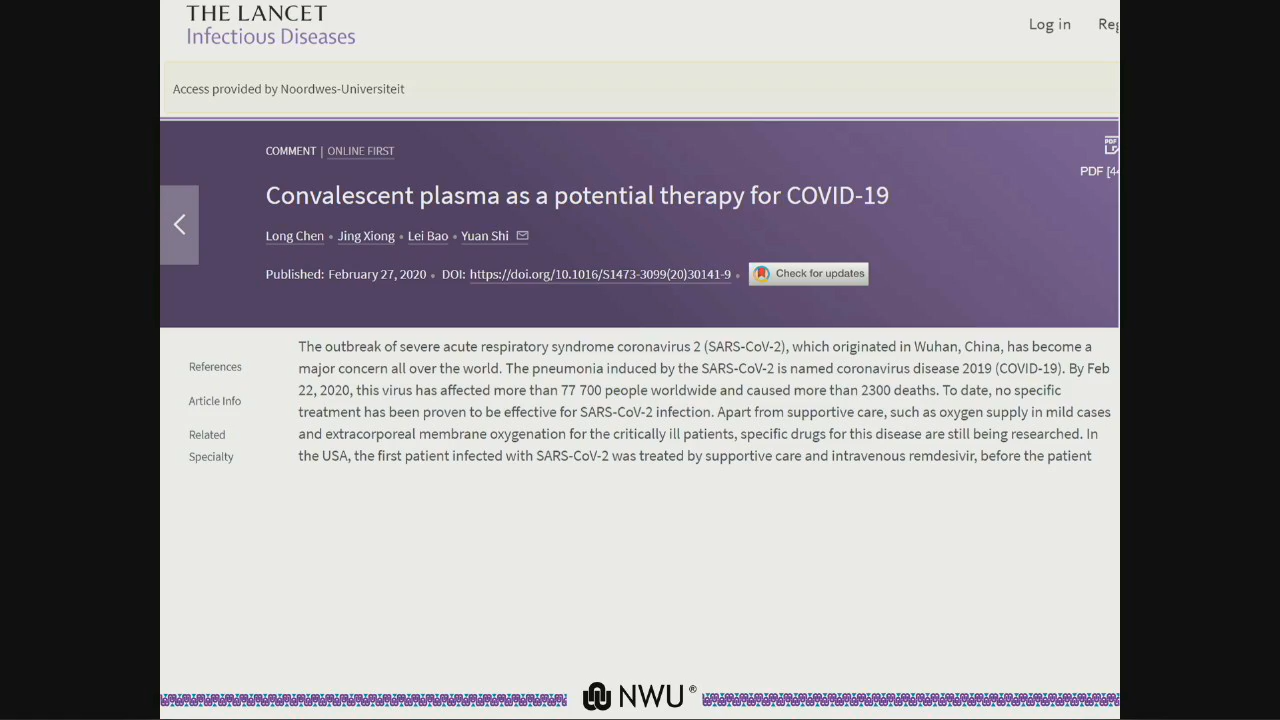 THE LANCET
Infectious Diseases
Log in
Access provided by Noordwes-Universiteit
COMMENT | ONLINE FIRST
PDF
Convalescent plasma as a potential therapy for COVID-19
Long Chen • Jing Xiong • Lei Bao • Yuan Shi
Published: February 27, 2020 • DOI: https://doi.org/10.1016/S1473-3099(20)30141-9 •
Check for updates
The outbreak of severe acute respiratory syndrome coronavirus 2 (SARS-CoV-2), which originated in Wuhan, China, has become a
major concern all over the world. The pneumonia induced by the SARS-CoV-2 is named coronavirus disease 2019 (COVID-19). By Feb
22, 2020, this virus has affected more than 77 700 people worldwide and caused more than 2300 deaths. To date, no specific
treatment has been proven to be effective for SARS-CoV-2 infection. Apart from supportive care, such as oxygen supply in mild cases
and extracorporeal membrane oxygenation for the critically ill patients, specific drugs for this disease are still being researched. In
the USA, the first patient infected with SARS-CoV-2 was treated by supportive care and intravenous remdesivir, before the patient
References
Article Info
Related
Specialty
NWU®